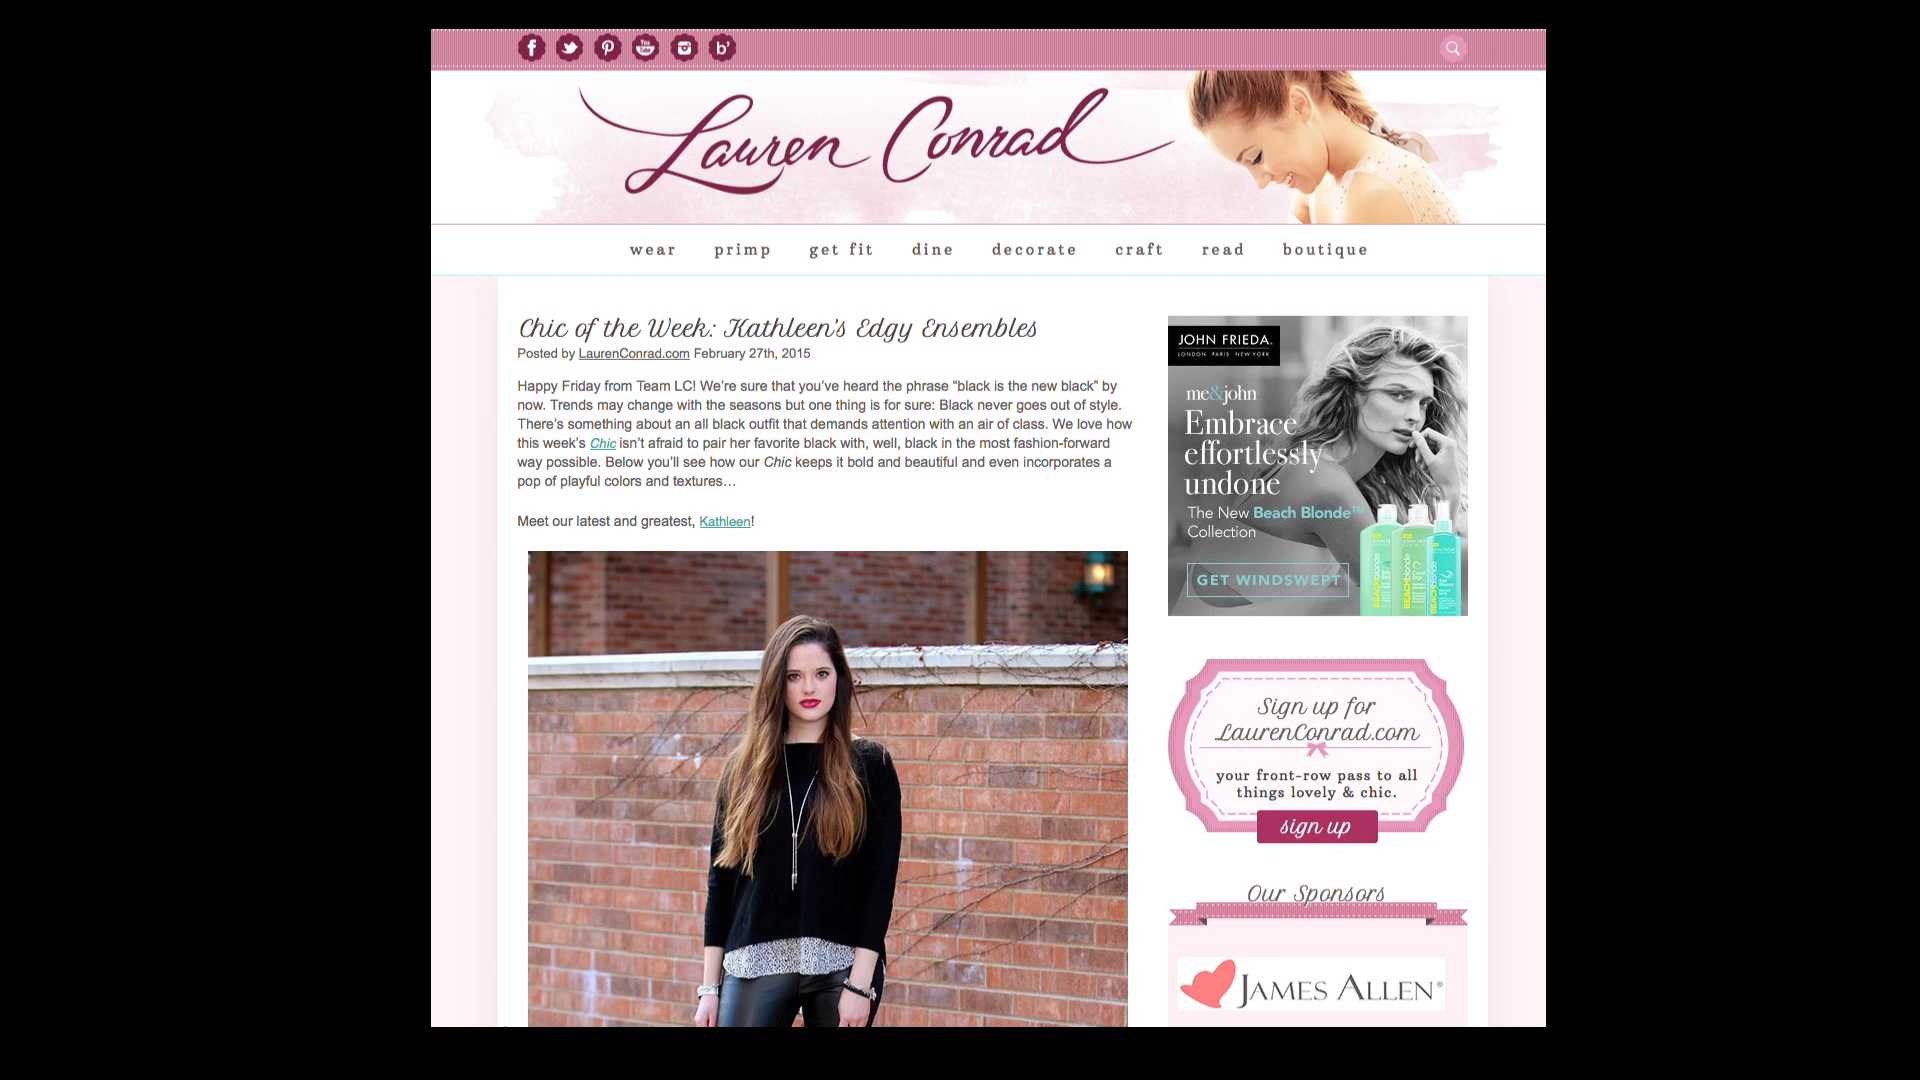 Lauren Conrad
wear primp get fit dine decorate craft read boutique
Chic of the Week: Kathleen's Edgy Ensembles
Posted by LaurenConrad.com February 27th, 2015
Happy Friday from Team LC! We're sure that you've heard the phrase “black is the new black” by
now. Trends may change with the seasons but one thing is for sure: Black never goes out of style.
There's something about an all black outfit that demands attention with an air of class. We love how
this week's Chic isn't afraid to pair her favorite black with, well, black in the most fashion-forward
way possible. Below you'll see how our Chic keeps it bold and beautiful and even incorporates a
pop of playful colors and textures…
Meet our latest and greatest, Kathleen!
JOHN FRIEDA®
LONDON PARIS NEW YORK
me&john
Embrace
effortlessly
undone
The New Beach Blonde™
Collection
GET WINDSWEPT
Sign up for
LaurenConrad.com
your front-row pass to all
things lovely & chic.
sign up
Our Sponsors
JAMES ALLEN®